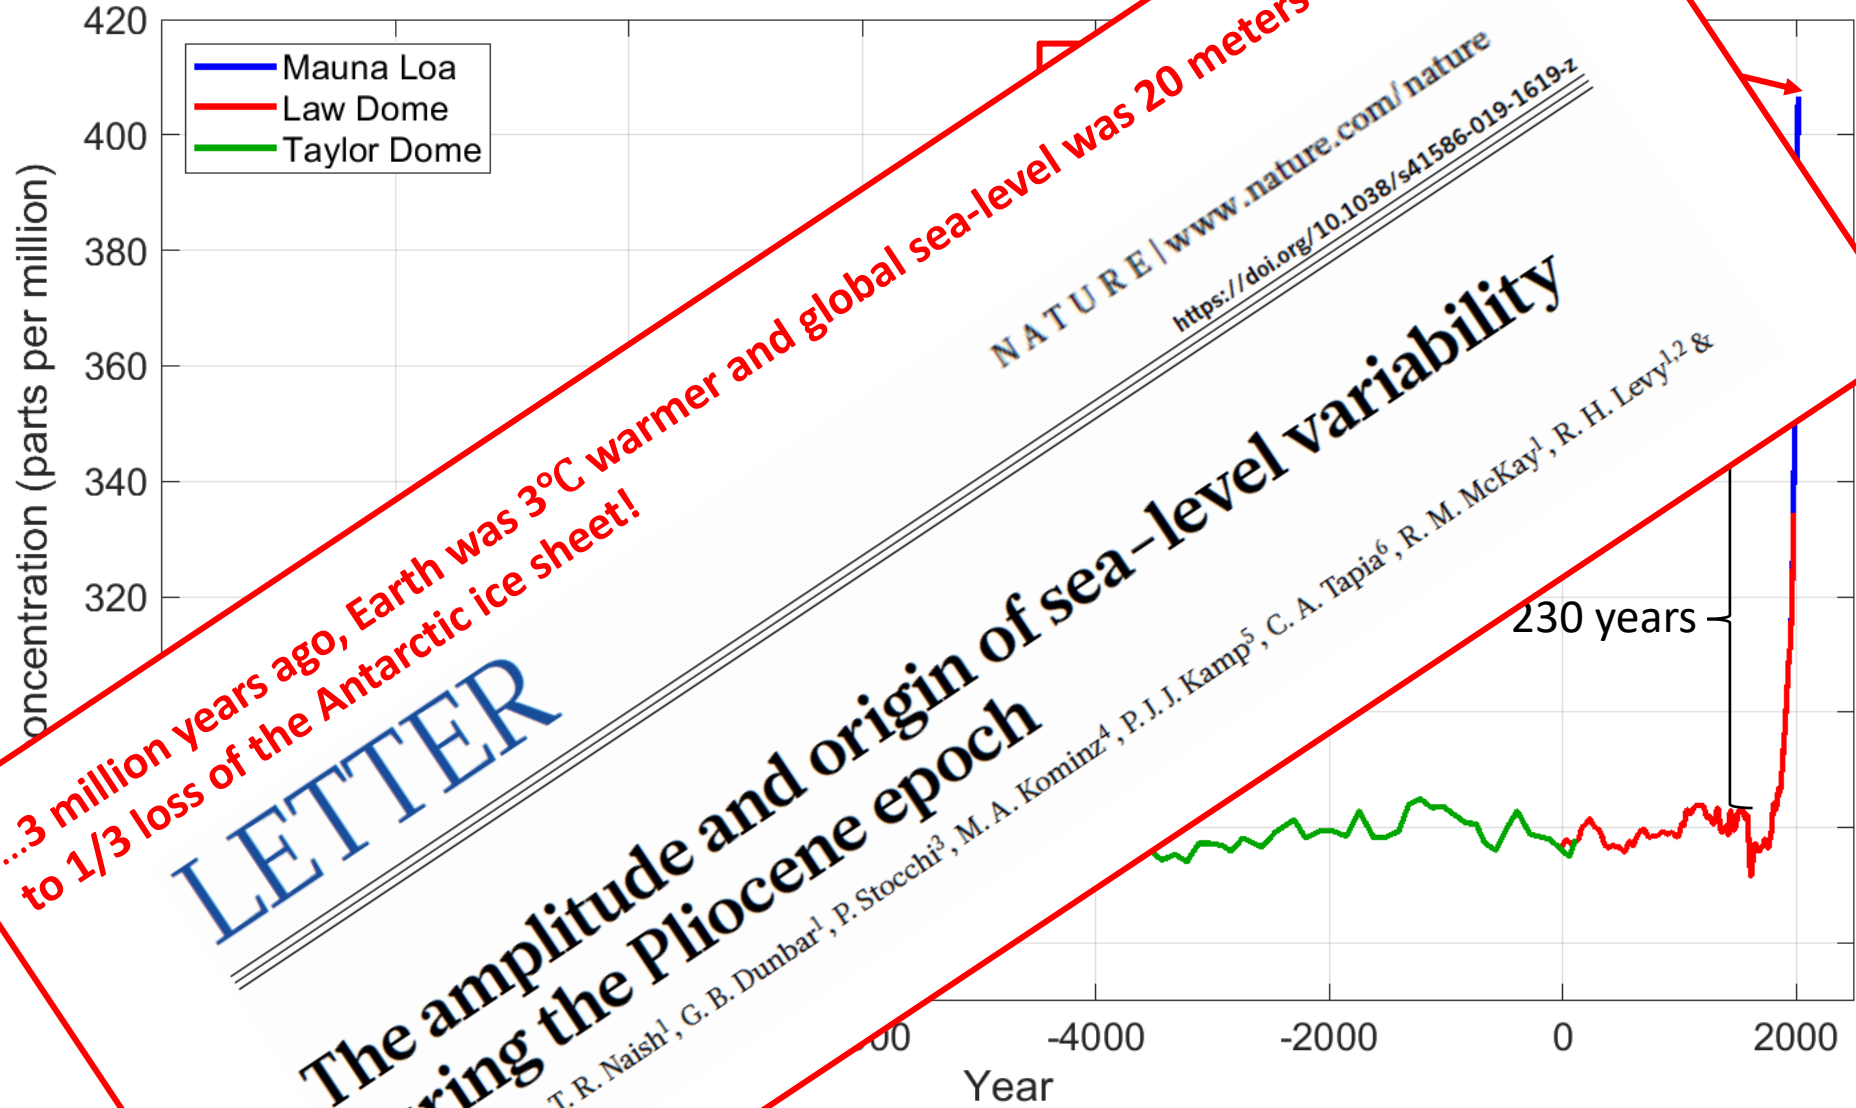 420
400
380
360
340
320
oncentration (parts per million)
Mauna Loa
Law Dome
Taylor Dome
...3 million years ago, Earth was 3°C warmer and global sea-level was 20 meters
to 1/3 loss of the Antarctic ice sheet!
NATURE|www.nature.com/nature
https://doi.org/10.1038/s41586-019-1619-z
LETTER
The amplitude and origin of sea-level variability
ring the Pliocene epoch
T. R. Naish1, G. B. Dunbar1, P. Stocchi3, M. A. Kominz4, P. J. J. Kamp5, C. A. Tapia6, R. M. McKay1, R. H. Levy1,2 &
230 years
00 -4000 -2000 0 2000
Year